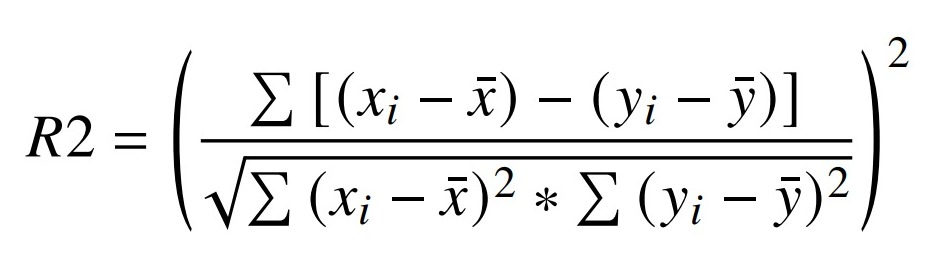 R2 = ( ∑ [(xᵢ − x̄) − (yᵢ − ȳ)] / √(∑ (xᵢ − x̄)² * ∑ (yᵢ − ȳ)²) )²